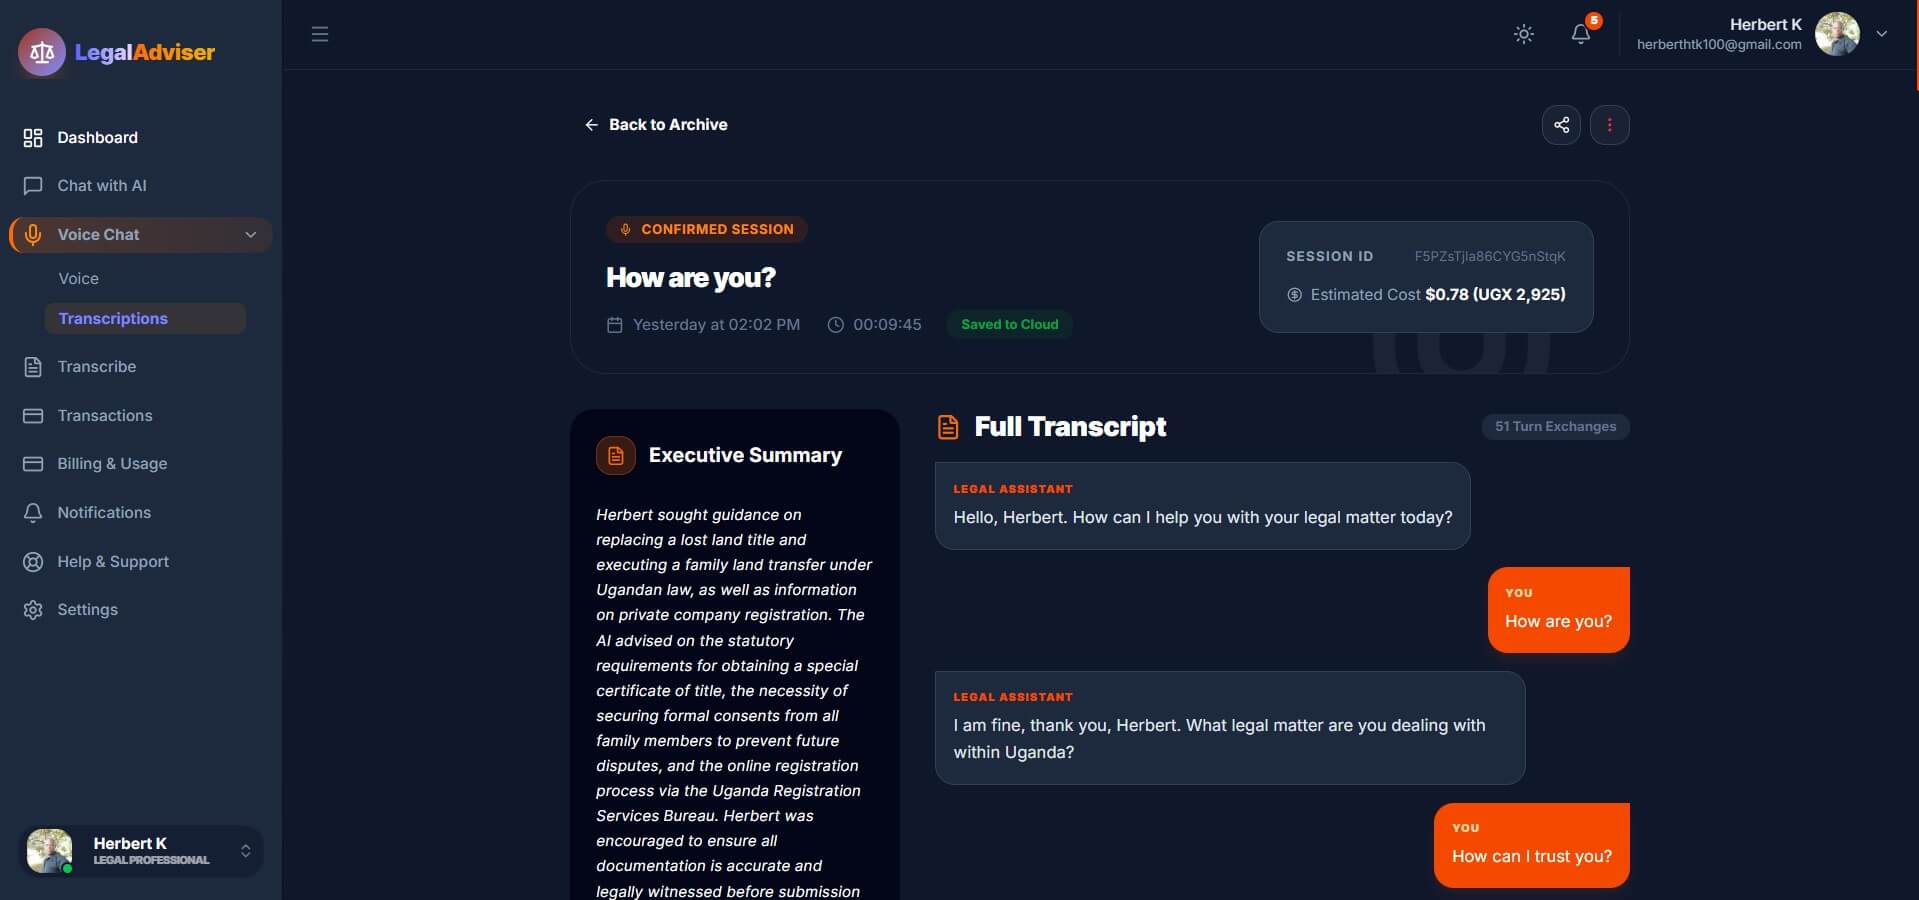 LegalAdviser
5
Herbert K
herberthtk100@gmail.com
Dashboard
Chat with AI
Voice Chat
Voice
Transcriptions
Transcribe
Transactions
Billing & Usage
Notifications
Help & Support
Settings
Herbert K
LEGAL PROFESSIONAL
Back to Archive
CONFIRMED SESSION
How are you?
Yesterday at 02:02 PM
00:09:45
Saved to Cloud
SESSION ID
F5PZsTjIa86CYG5nStqK
Estimated Cost $0.78 (UGX 2,925)
Executive Summary
Herbert sought guidance on
replacing a lost land title and
executing a family land transfer under
Ugandan law, as well as information
on private company registration. The
AI advised on the statutory
requirements for obtaining a special
certificate of title, the necessity of
securing formal consents from all
family members to prevent future
disputes, and the online registration
process via the Uganda Registration
Services Bureau. Herbert was
encouraged to ensure all
documentation is accurate and
legally witnessed before submission
Full Transcript
51 Turn Exchanges
LEGAL ASSISTANT
Hello, Herbert. How can I help you with your legal matter today?
YOU
How are you?
LEGAL ASSISTANT
I am fine, thank you, Herbert. What legal matter are you dealing with
within Uganda?
YOU
How can I trust you?